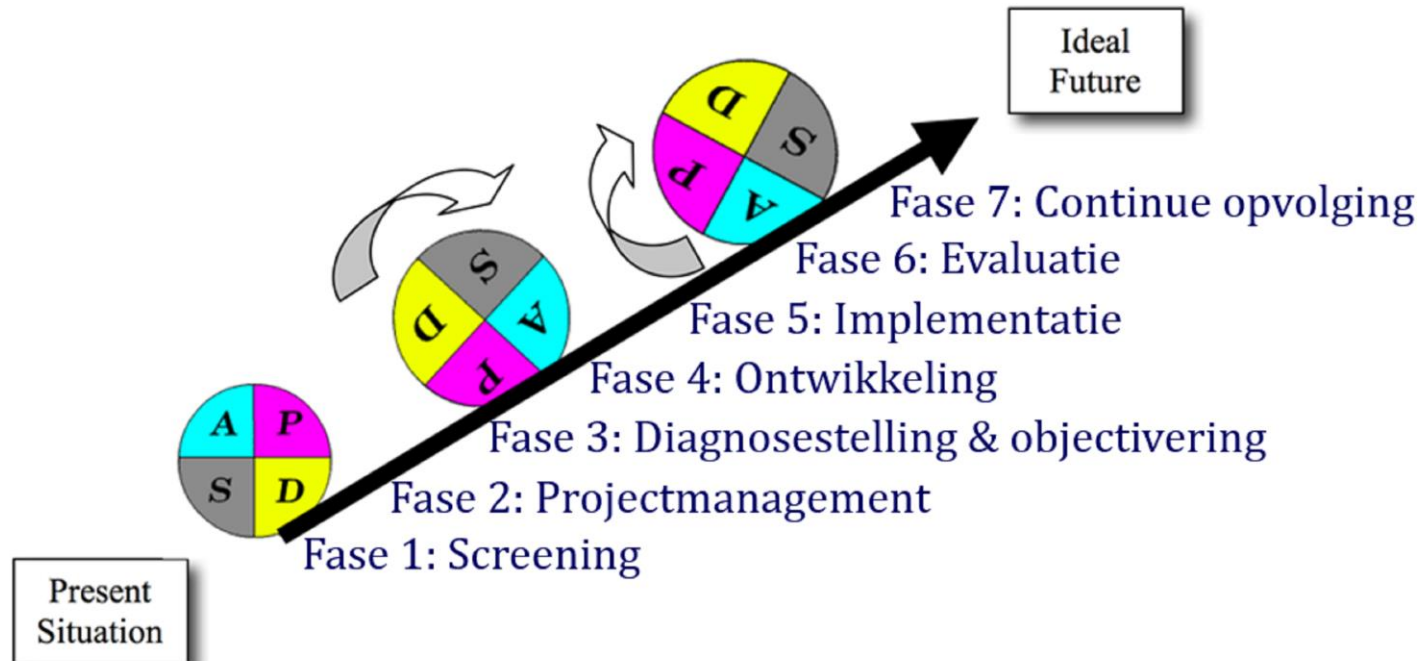 Ideal
Future
D
S
P
A
Fase 7: Continue opvolging
Fase 6: Evaluatie
S
D
A
P
Fase 5: Implementatie
Fase 4: Ontwikkeling
A
P
S
D
Fase 3: Diagnosestelling & objectivering
Fase 2: Projectmanagement
Fase 1: Screening
Present
Situation